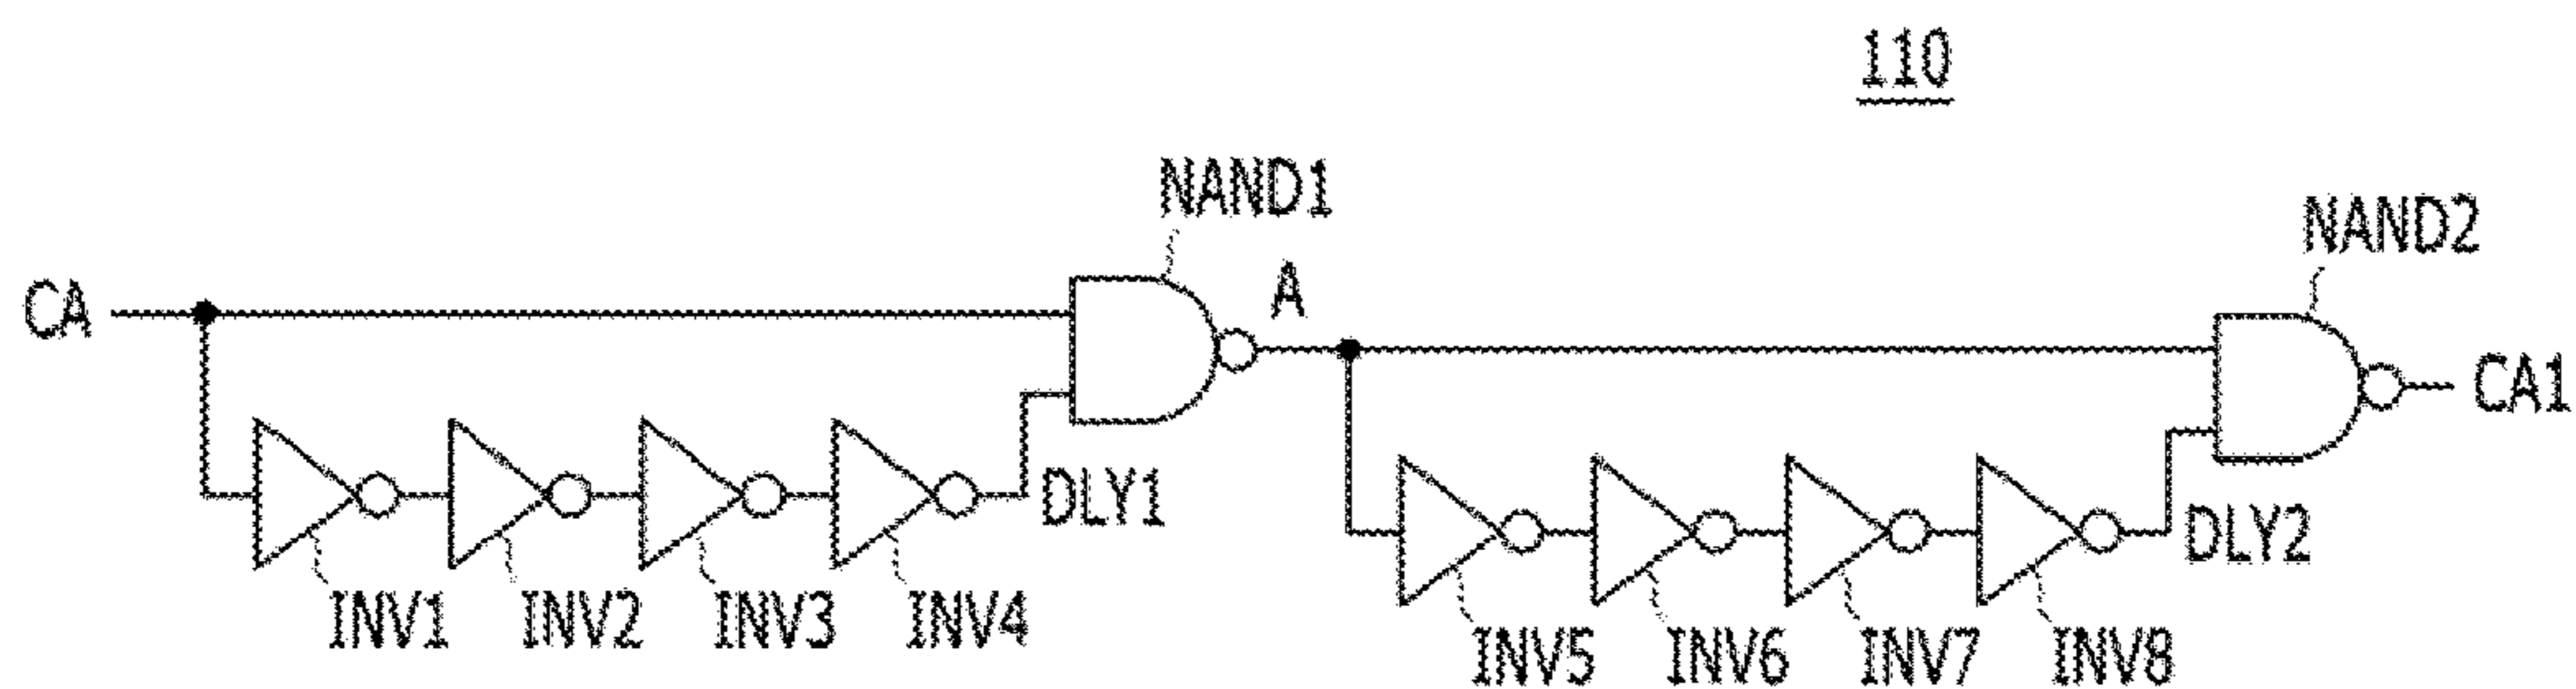 110
NAND1
NAND2
CA
A
CA1
DLY1
DLY2
INV1 INV2 INV3 INV4
INV5 INV6 INV7 INV8